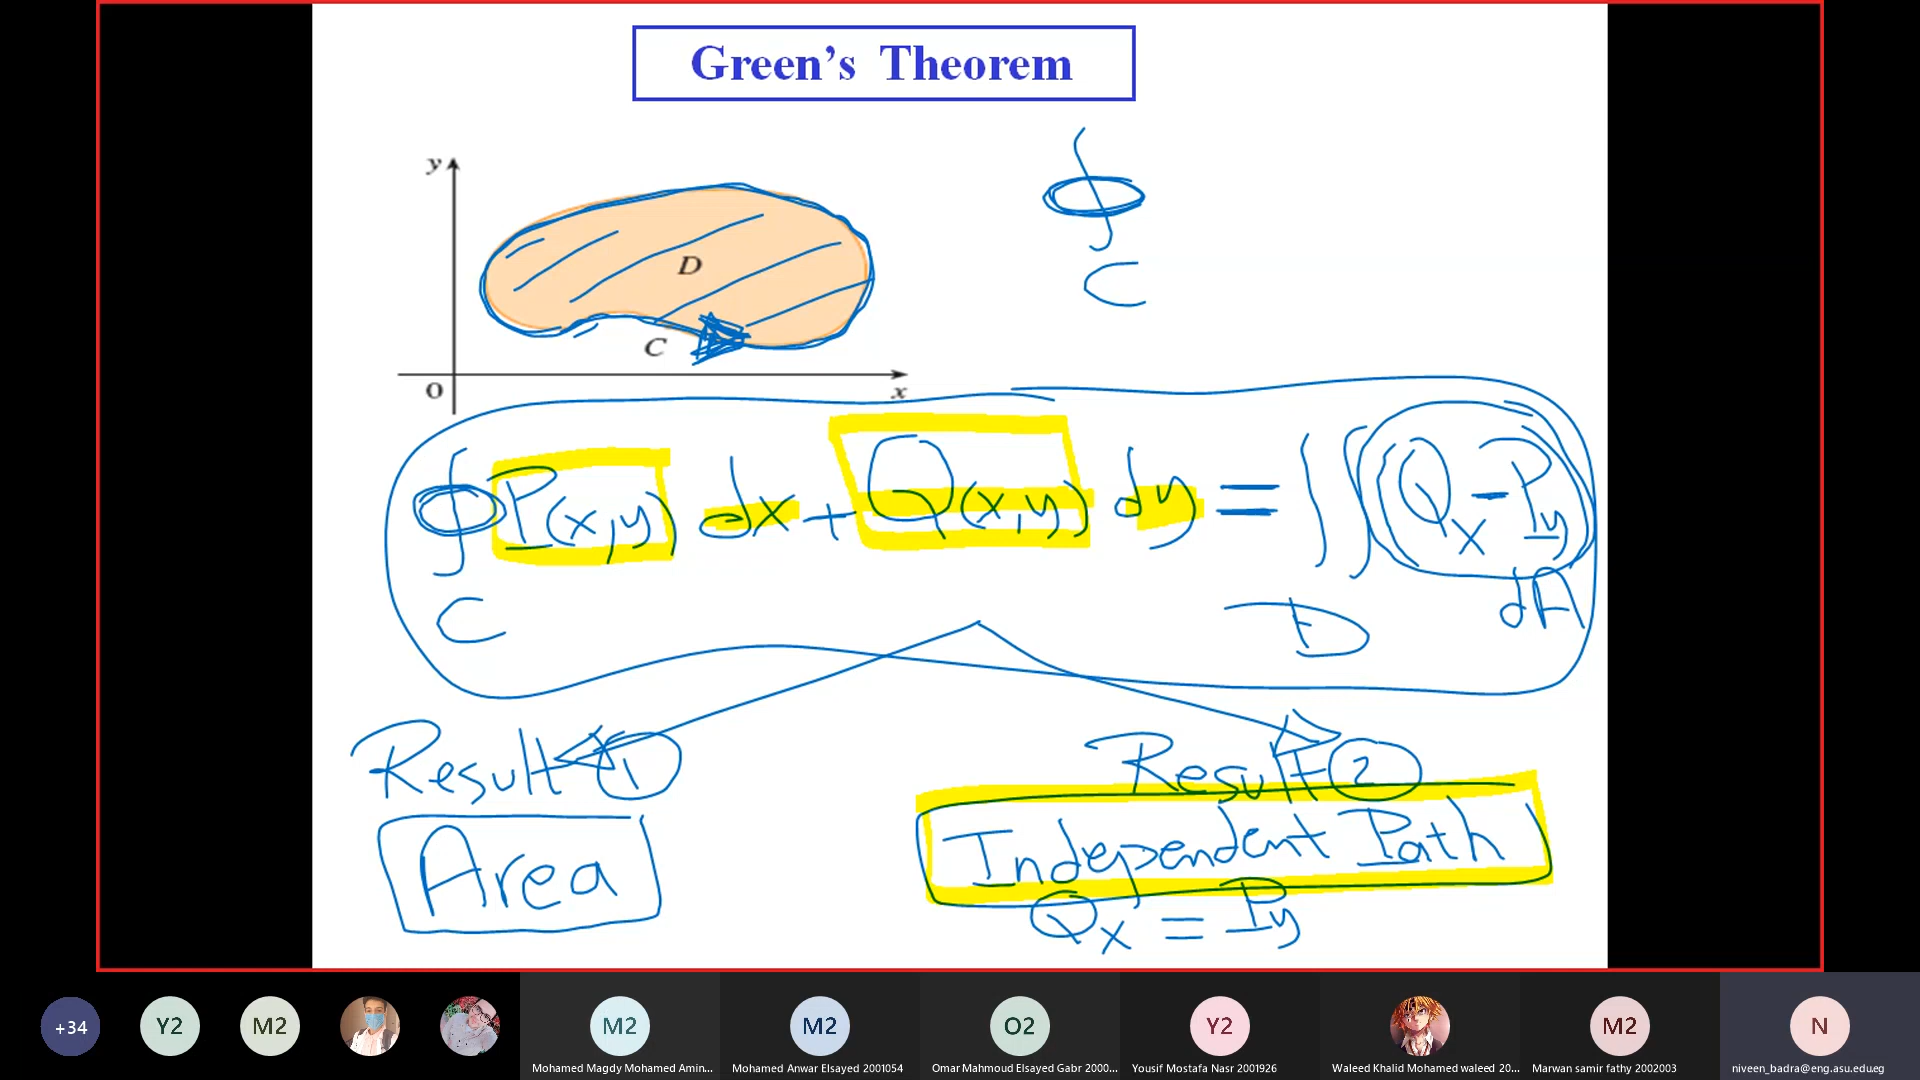 Green's Theorem
y
D
C
O
x
∮
C
∮ P(x,y) dx + Q(x,y) dy = ∬ (Qx - Py) dA
C
D
Result 1
Result 2
Area
Independent Path
Qx = Py
+34
Y2
M2
M2
M2
O2
Y2
M2
N
Mohamed Magdy Mohamed Amin...
Mohamed Anwar Elsayed 2001054
Omar Mahmoud Elsayed Gabr 2000...
Yousif Mostafa Nasr 2001926
Waleed Khalid Mohamed waleed 20...
Marwan samir fathy 2002003
niveen_badra@eng.asu.edu.eg